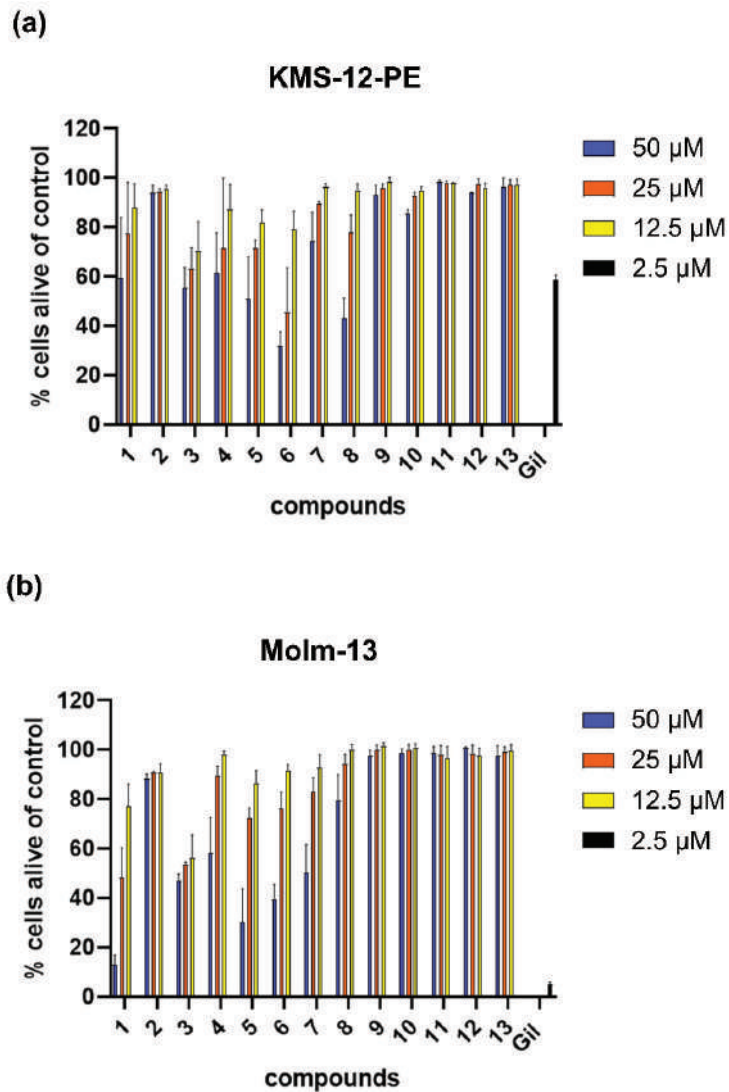 (a)
KMS-12-PE
% cells alive of control
120
100
80
60
40
20
0
1 2 3 4 5 6 7 8 9 10 11 12 13 Gil
compounds
50 µM
25 µM
12.5 µM
2.5 µM
(b)
Molm-13
% cells alive of control
120
100
80
60
40
20
0
1 2 3 4 5 6 7 8 9 10 11 12 13 Gil
compounds
50 µM
25 µM
12.5 µM
2.5 µM